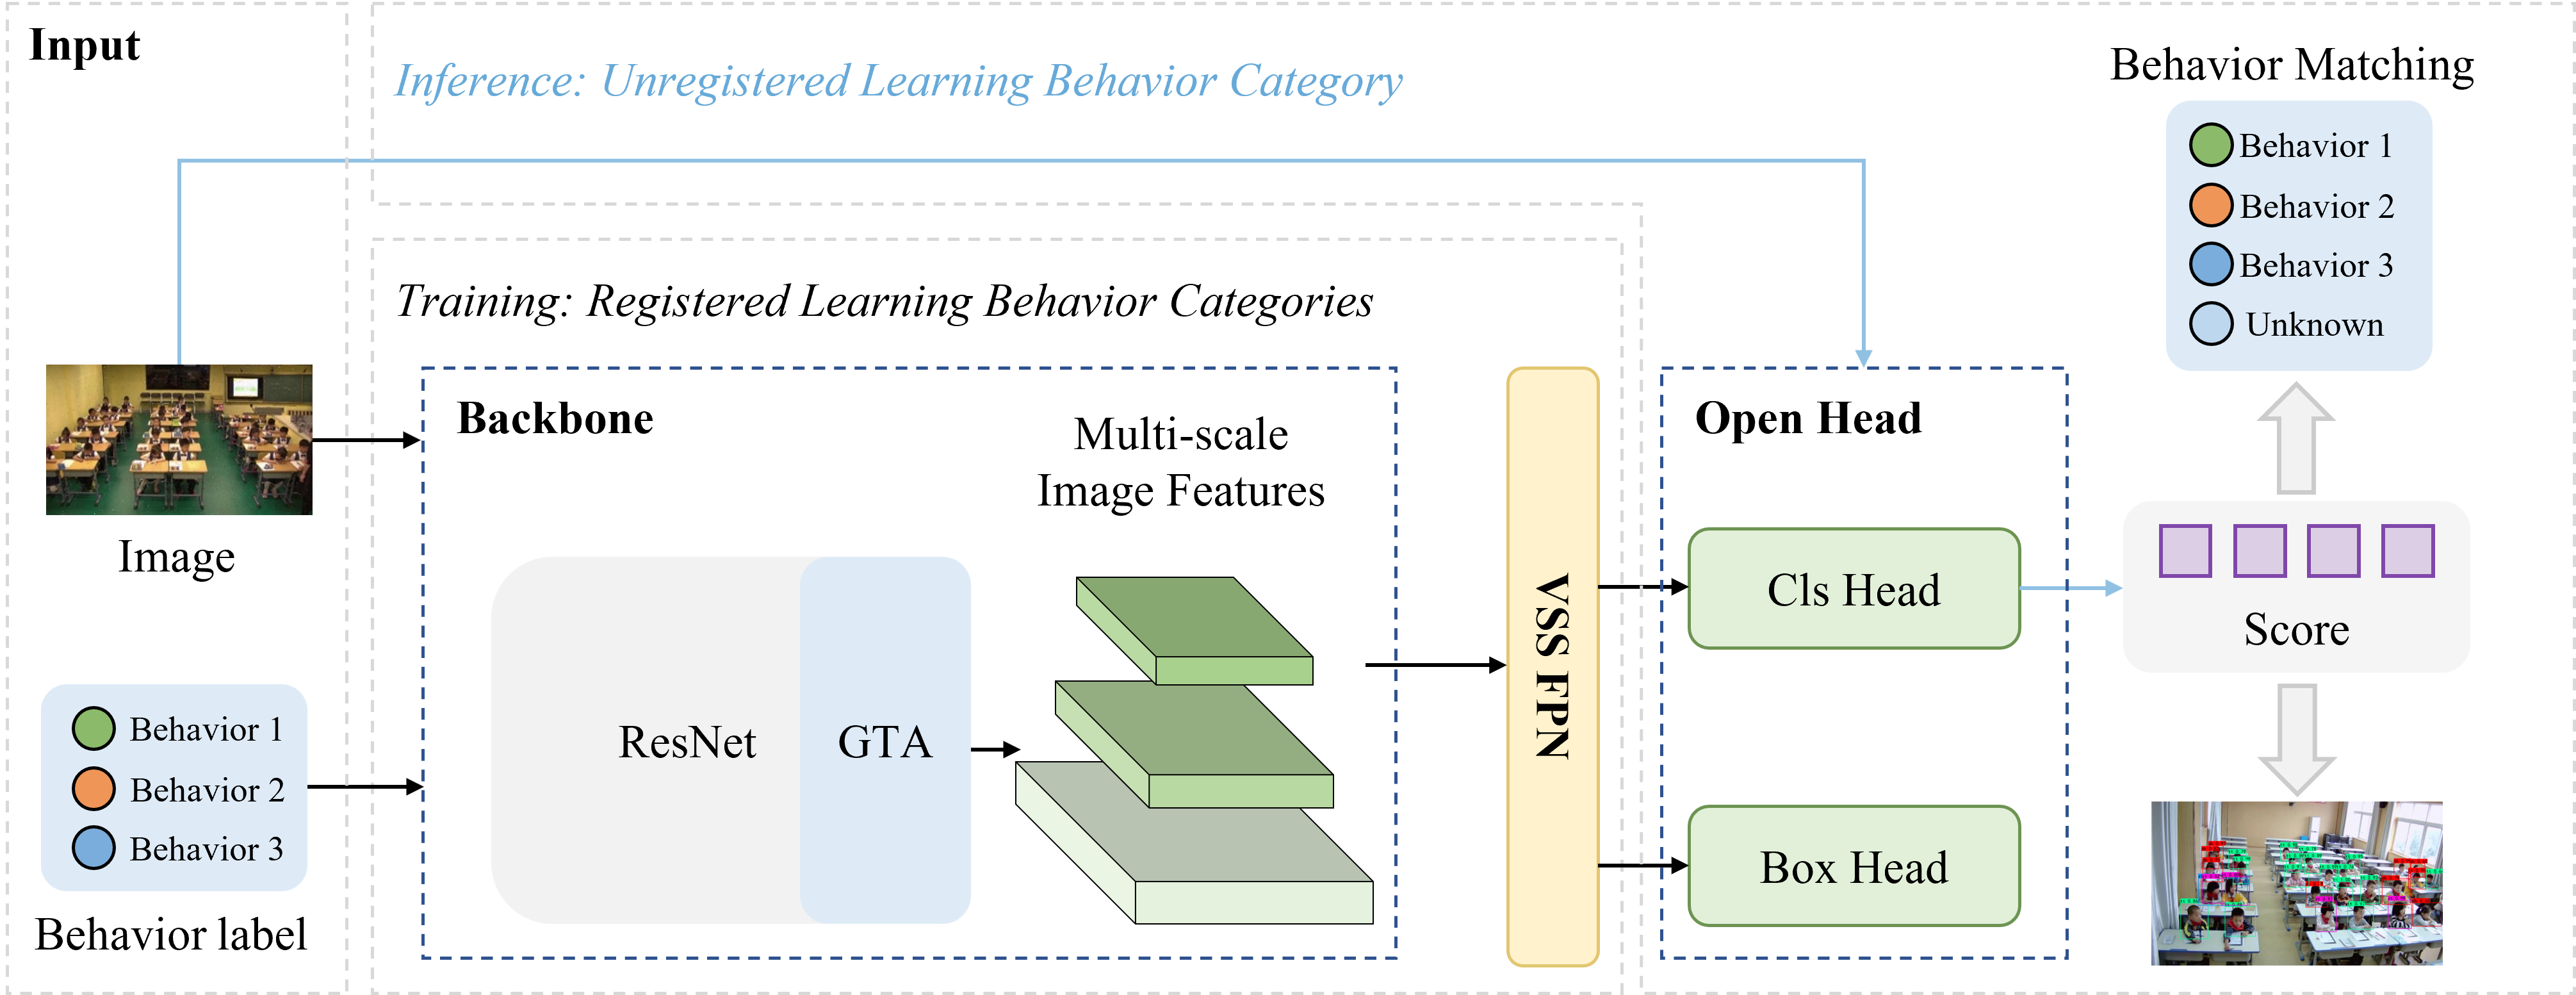 Input
Inference: Unregistered Learning Behavior Category
Behavior Matching
Behavior 1
Behavior 2
Behavior 3
Unknown
Training: Registered Learning Behavior Categories
Image
Behavior 1
Behavior 2
Behavior 3
Behavior label
Backbone
Multi-scale
Image Features
ResNet
GTA
VSS FPN
Open Head
Cls Head
Box Head
Score